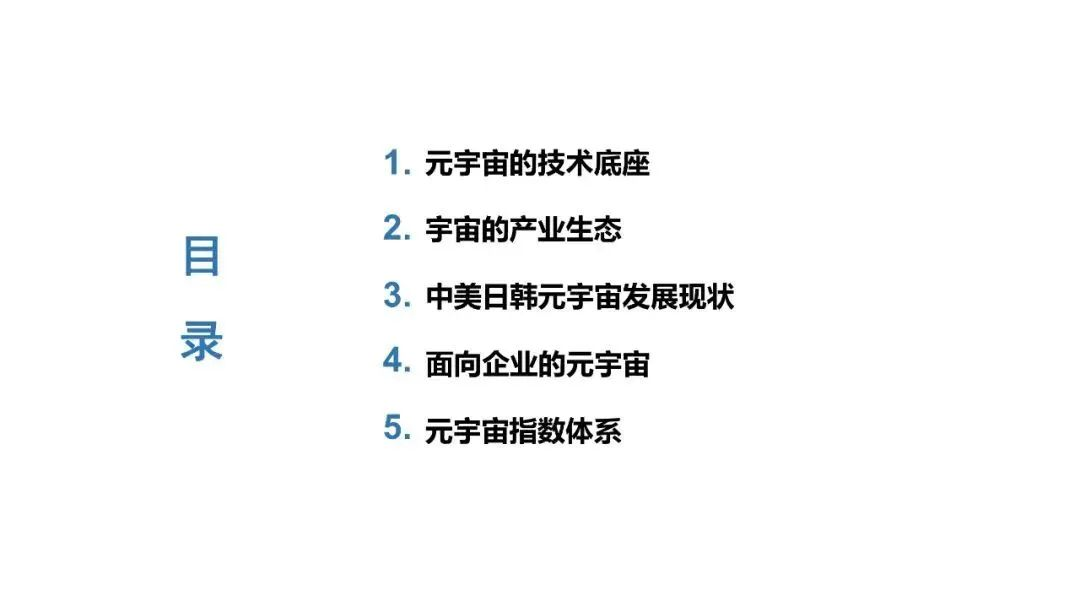 目录
1. 元宇宙的技术底座
2. 宇宙的产业生态
3. 中美日韩元宇宙发展现状
4. 面向企业的元宇宙
5. 元宇宙指数体系